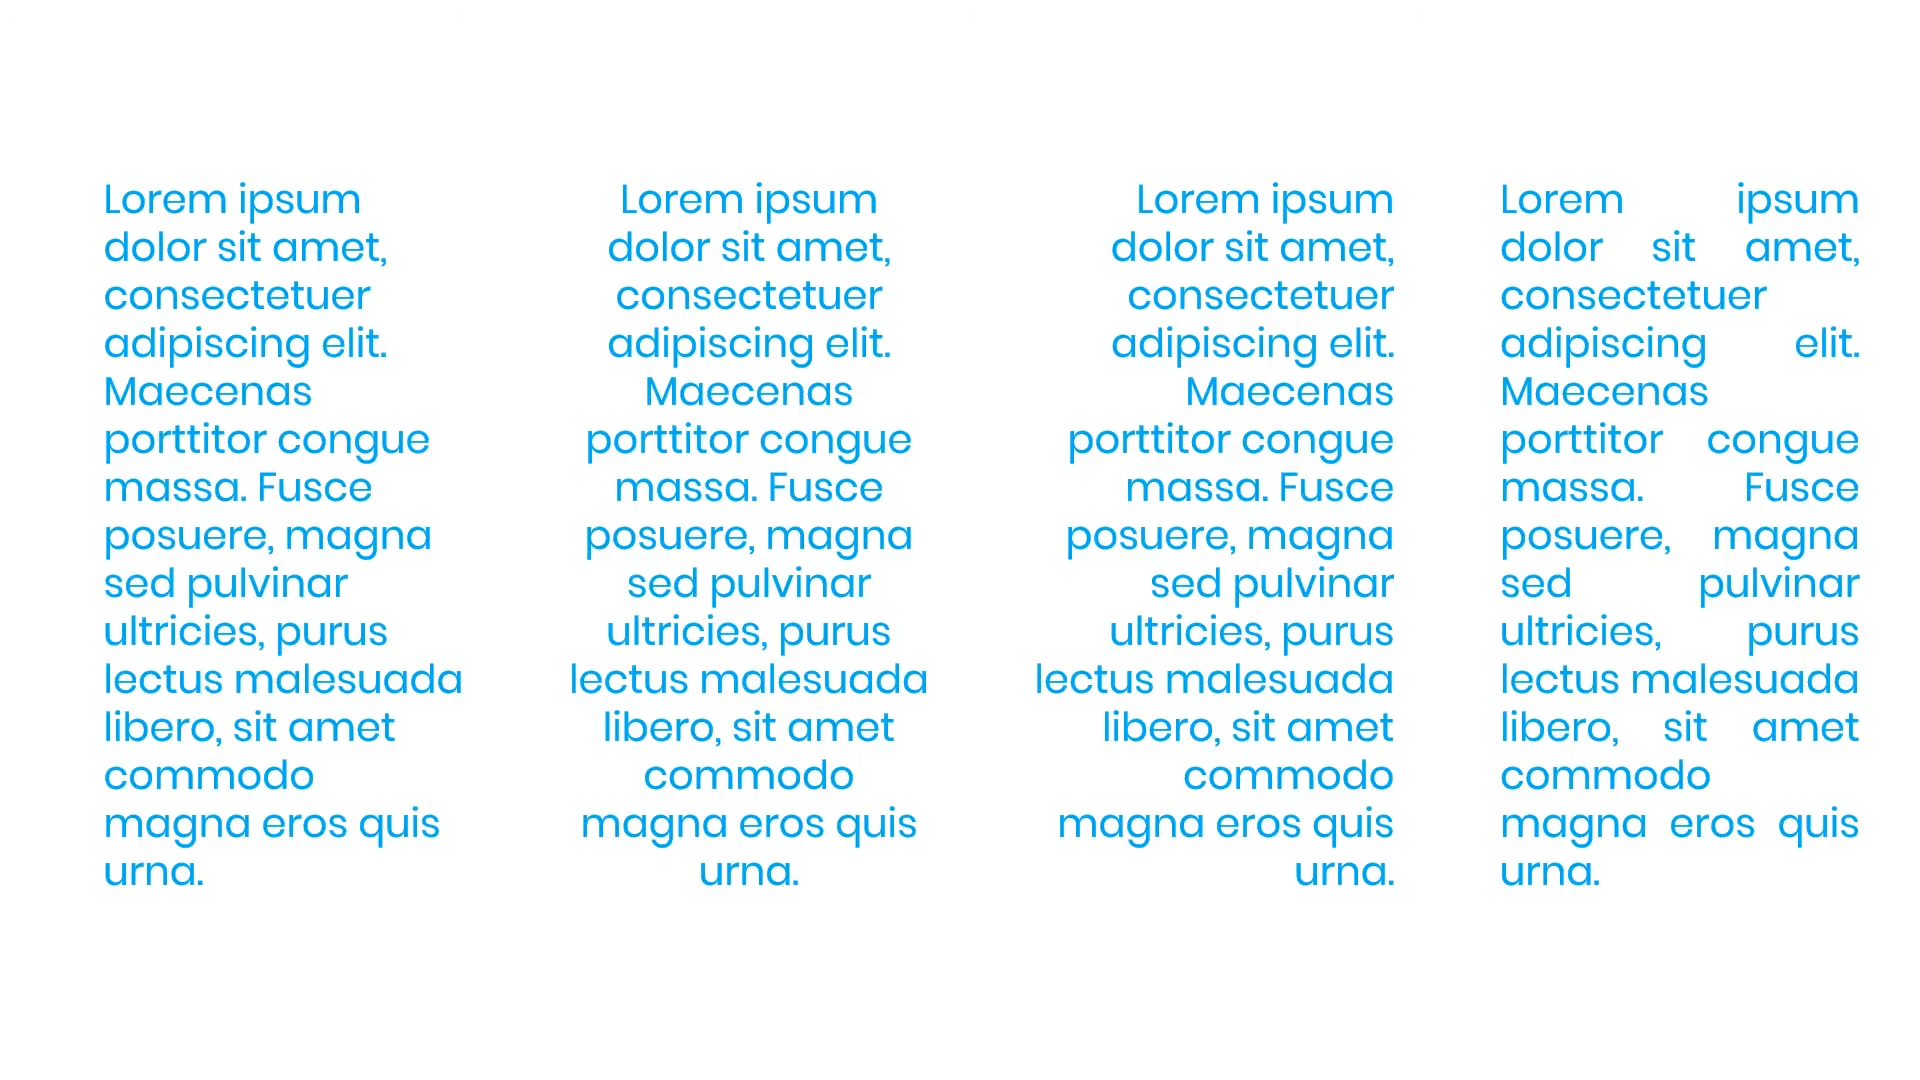 Lorem ipsum
dolor sit amet,
consectetuer
adipiscing elit.
Maecenas
porttitor congue
massa. Fusce
posuere, magna
sed pulvinar
ultricies, purus
lectus malesuada
libero, sit amet
commodo
magna eros quis
urna.
Lorem ipsum
dolor sit amet,
consectetuer
adipiscing elit.
Maecenas
porttitor congue
massa. Fusce
posuere, magna
sed pulvinar
ultricies, purus
lectus malesuada
libero, sit amet
commodo
magna eros quis
urna.
Lorem ipsum
dolor sit amet,
consectetuer
adipiscing elit.
Maecenas
porttitor congue
massa. Fusce
posuere, magna
sed pulvinar
ultricies, purus
lectus malesuada
libero, sit amet
commodo
magna eros quis
urna.
Lorem ipsum
dolor sit amet,
consectetuer
adipiscing elit.
Maecenas
porttitor congue
massa. Fusce
posuere, magna
sed pulvinar
ultricies, purus
lectus malesuada
libero, sit amet
commodo
magna eros quis
urna.